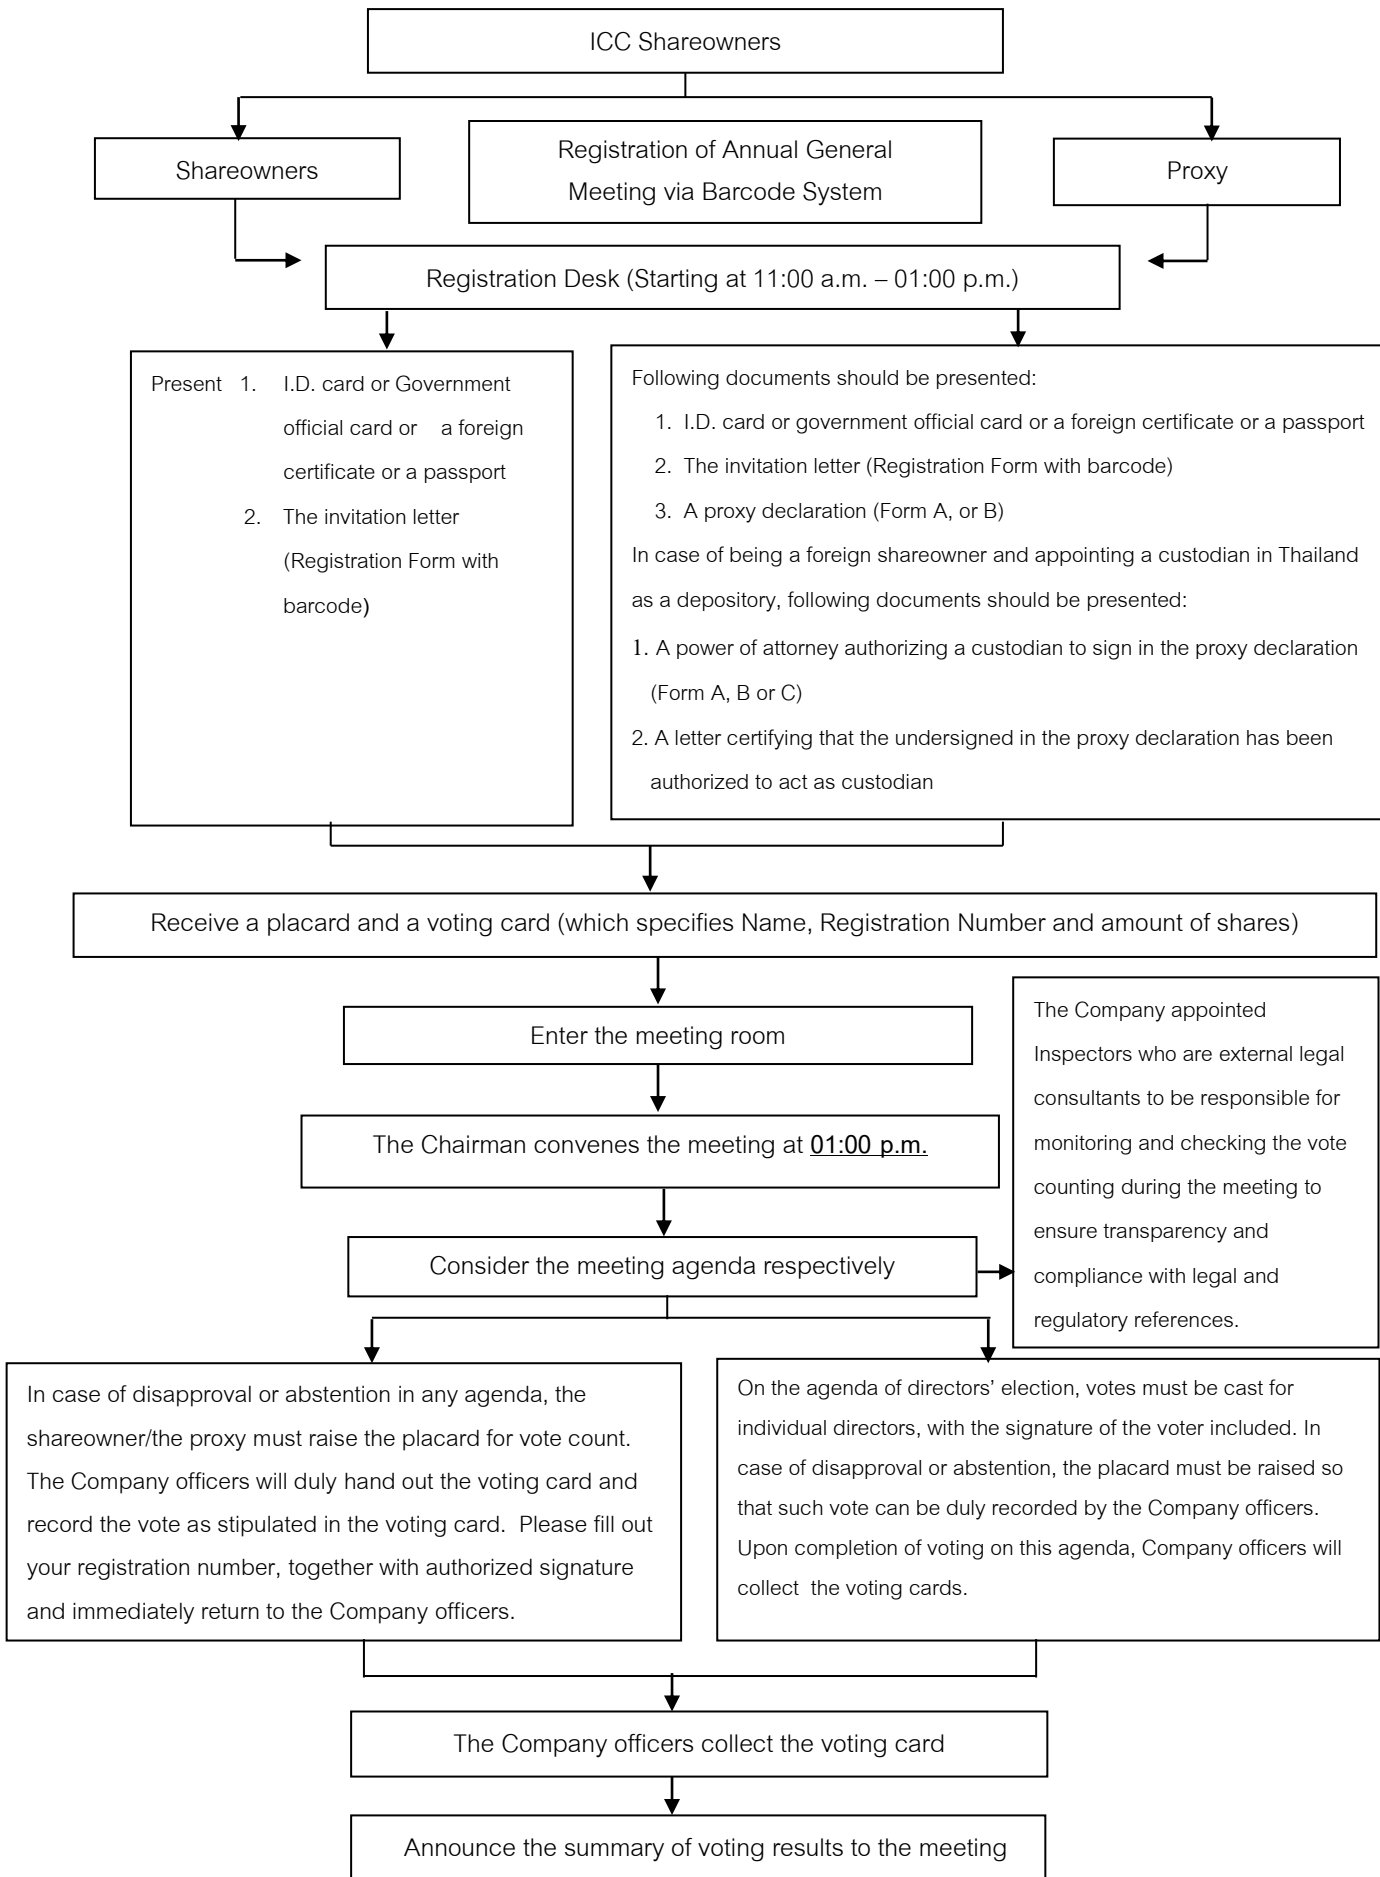 ICC Shareowners
Shareowners
Registration of Annual General
Meeting via Barcode System
Proxy
Registration Desk (Starting at 11:00 a.m. – 01:00 p.m.)
Present 1. I.D. card or Government
official card or a foreign
certificate or a passport
2. The invitation letter
(Registration Form with
barcode)
Following documents should be presented:
1. I.D. card or government official card or a foreign certificate or a passport
2. The invitation letter (Registration Form with barcode)
3. A proxy declaration (Form A, or B)
In case of being a foreign shareowner and appointing a custodian in Thailand
as a depository, following documents should be presented:
1. A power of attorney authorizing a custodian to sign in the proxy declaration
(Form A, B or C)
2. A letter certifying that the undersigned in the proxy declaration has been
authorized to act as custodian
Receive a placard and a voting card (which specifies Name, Registration Number and amount of shares)
Enter the meeting room
The Chairman convenes the meeting at 01:00 p.m.
Consider the meeting agenda respectively
The Company appointed
Inspectors who are external legal
consultants to be responsible for
monitoring and checking the vote
counting during the meeting to
ensure transparency and
compliance with legal and
regulatory references.
In case of disapproval or abstention in any agenda, the
shareowner/the proxy must raise the placard for vote count.
The Company officers will duly hand out the voting card and
record the vote as stipulated in the voting card. Please fill out
your registration number, together with authorized signature
and immediately return to the Company officers.
On the agenda of directors’ election, votes must be cast for
individual directors, with the signature of the voter included. In
case of disapproval or abstention, the placard must be raised so
that such vote can be duly recorded by the Company officers.
Upon completion of voting on this agenda, Company officers will
collect the voting cards.
The Company officers collect the voting card
Announce the summary of voting results to the meeting